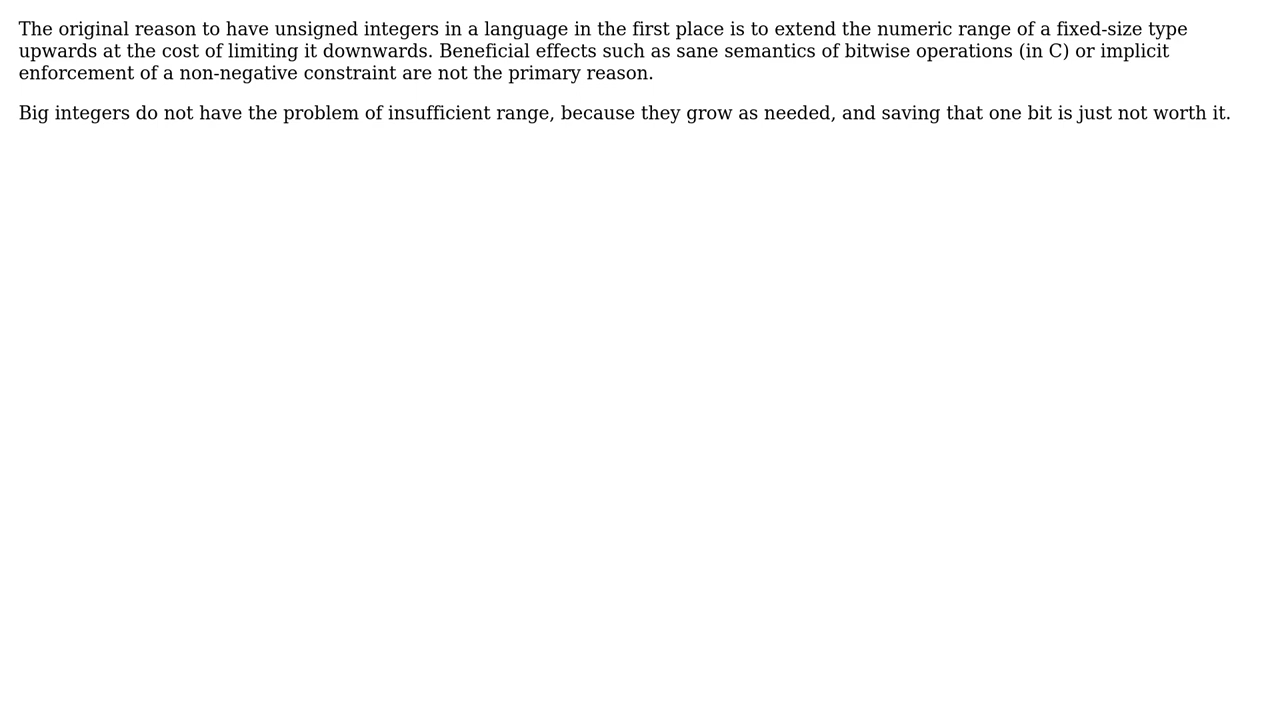 The original reason to have unsigned integers in a language in the first place is to extend the numeric range of a fixed-size type
upwards at the cost of limiting it downwards. Beneficial effects such as sane semantics of bitwise operations (in C) or implicit
enforcement of a non-negative constraint are not the primary reason.
Big integers do not have the problem of insufficient range, because they grow as needed, and saving that one bit is just not worth it.